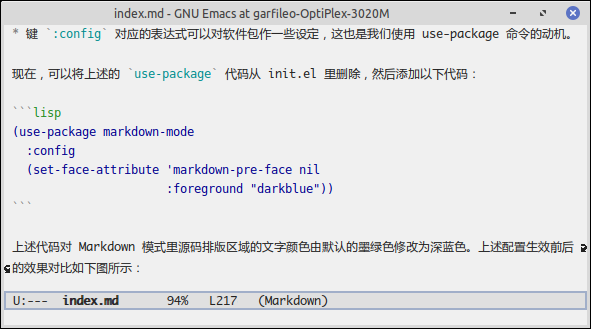 index.md - GNU Emacs at garfileo-OptiPlex-3020M
* 键 `:config` 对应的表达式可以对软件包作一些设定，这也是我们使用 use-package 命令的动机。
现在，可以将上述的 `use-package` 代码从 init.el 里删除，然后添加以下代码：
```lisp
(use-package markdown-mode
  :config
  (set-face-attribute 'markdown-pre-face nil
                      :foreground "darkblue"))
```
上述代码对 Markdown 模式里源码排版区域的文字颜色由默认的墨绿色修改为深蓝色。上述配置生效前后
的效果对比如下图所示：
U:---  index.md      94%   L217   (Markdown)